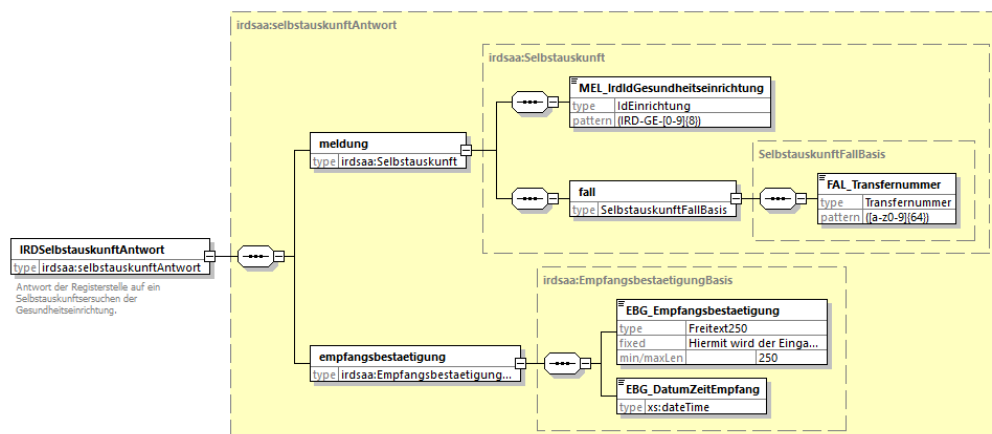 irdsaa:selbstauskunftAntwort
irdsaa:Selbstauskunft
MEL_IrdIdGesundheitseinrichtung
type IdEinrichtung
pattern (IRD-GE-[0-9]{8})
meldung
type irdsaa:Selbstauskunft
SelbstauskunftFallBasis
fall
type SelbstauskunftFallBasis
FAL_Transfernummer
type Transfernummer
pattern ([a-z0-9]{64})
IRDSelbstauskunftAntwort
type irdsaa:selbstauskunftAntwort
Antwort der Registerstelle auf ein
Selbstauskunftsersuchen der
Gesundheitseinrichtung.
irdsaa:EmpfangsbestaetigungBasis
EBG_Empfangsbestaetigung
type Freitext250
fixed Hiermit wird der Einga...
min/maxLen 250
empfangsbestaetigung
type irdsaa:Empfangsbestaetigung...
EBG_DatumZeitEmpfang
type xs:dateTime